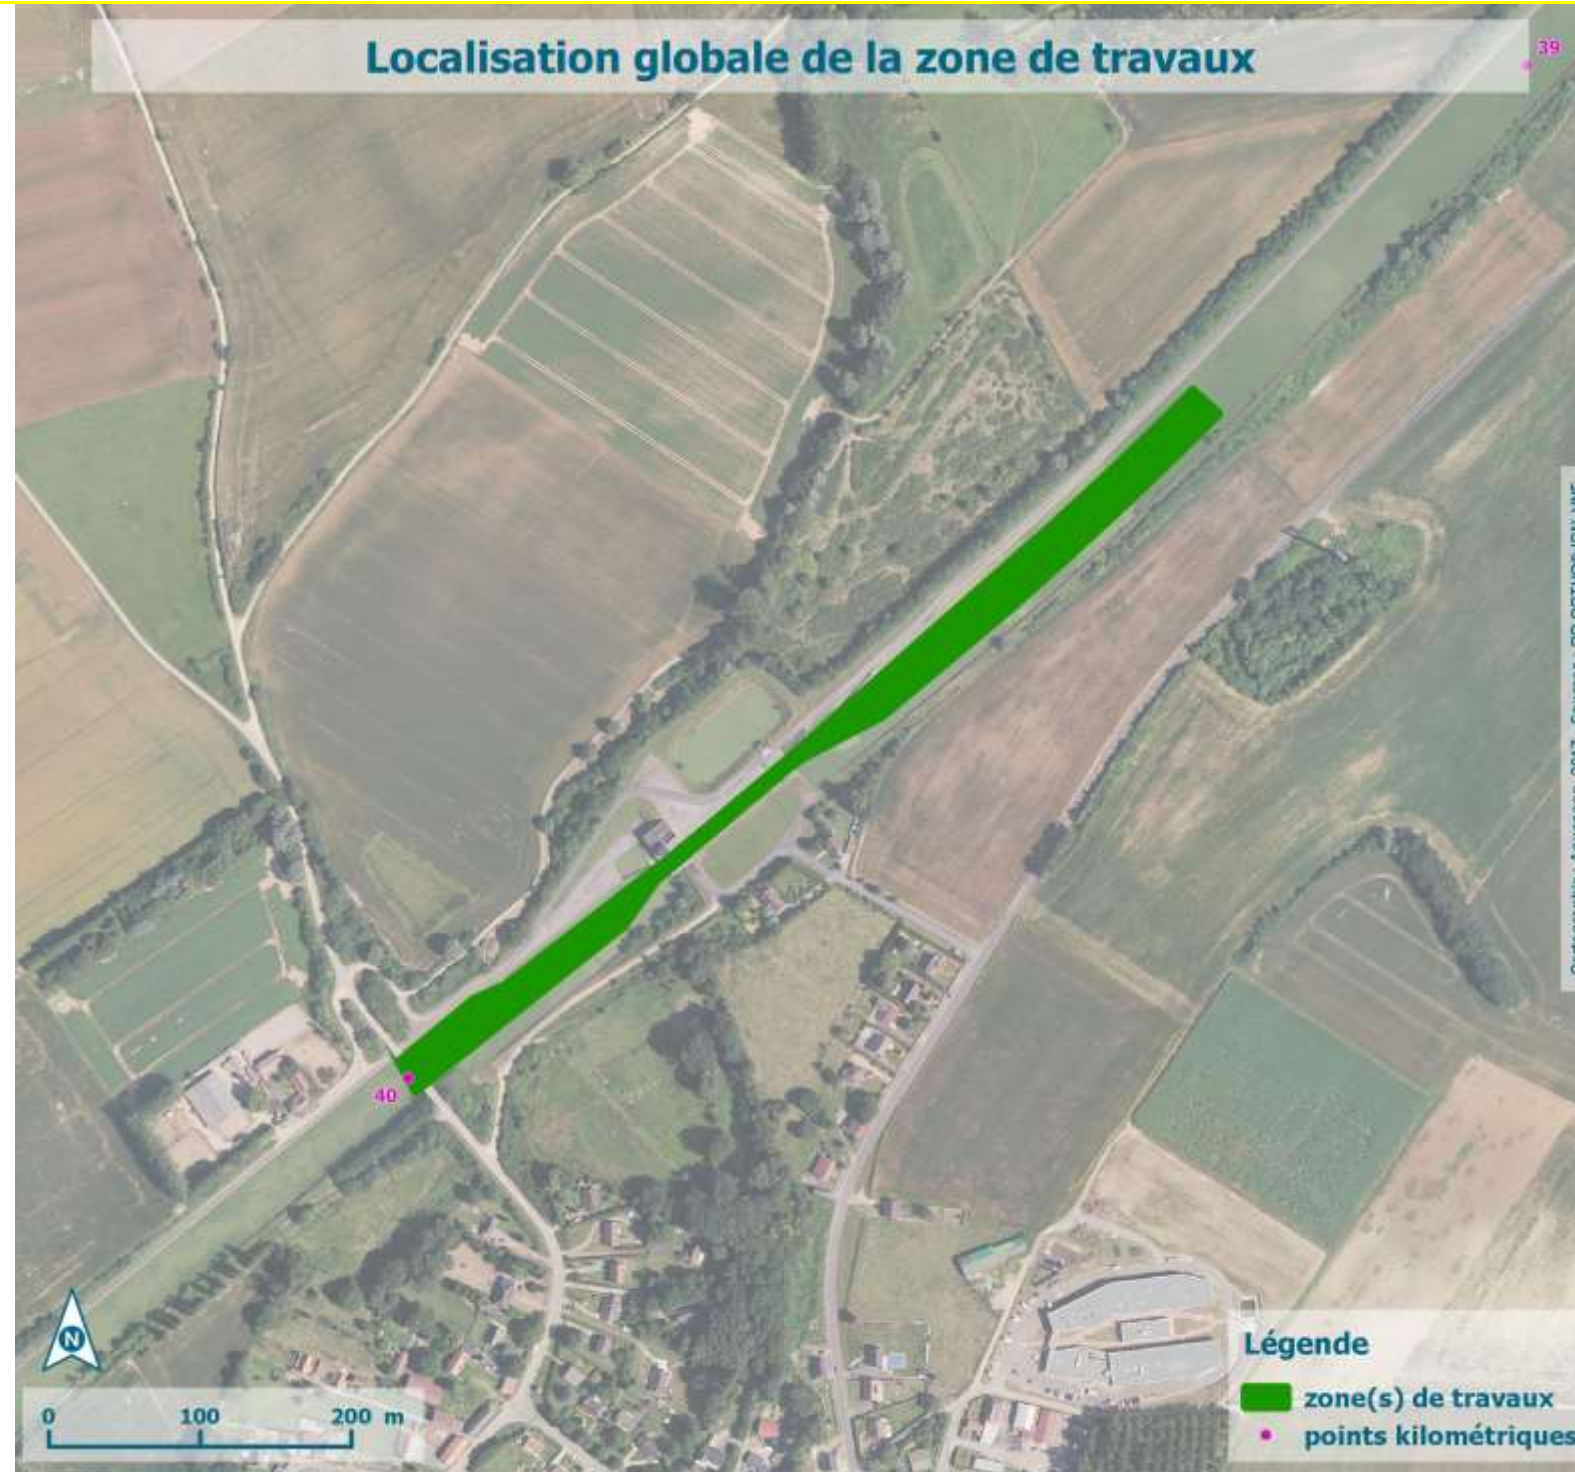 Localisation globale de la zone de travaux
39
40
N
0 100 200 m
Légende
zone(s) de travaux
points kilométriques